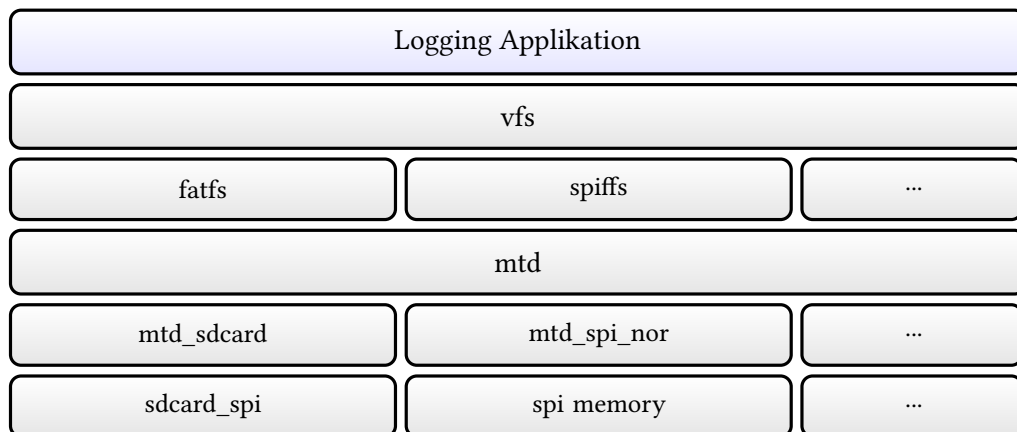 Logging Applikation
vfs
fatfs spiffs ...
mtd
mtd_sdcard mtd_spi_nor ...
sdcard_spi spi memory ...